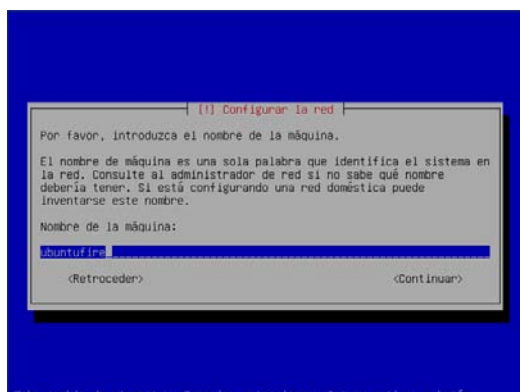 [!] Configurar la red
Por favor, introduzca el nombre de la máquina.
El nombre de máquina es una sola palabra que identifica el sistema en
la red. Consulte al administrador de red si no sabe qué nombre
debería tener. Si está configurando una red doméstica puede
inventarse este nombre.
Nombre de la máquina:
ubuntufire
<Retroceder> <Continuar>